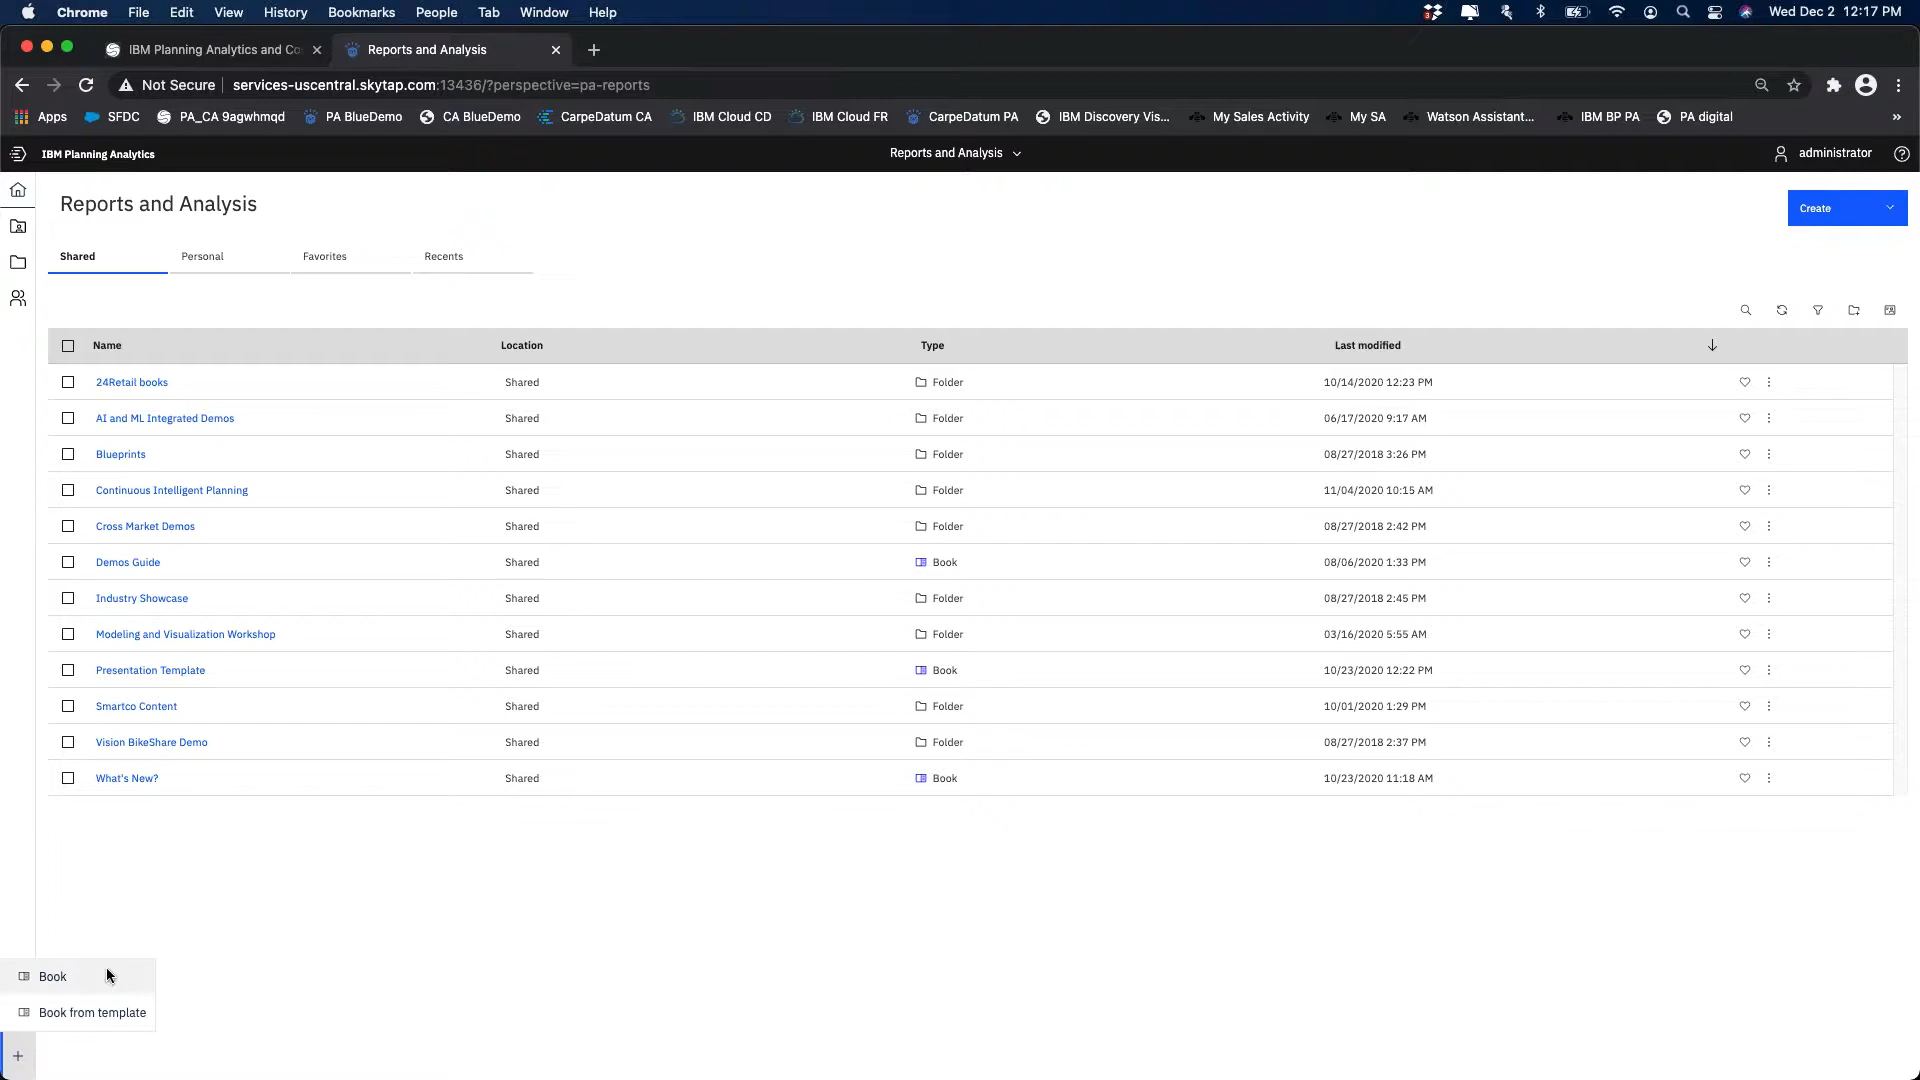 Chrome File Edit View History Bookmarks People Tab Window Help Wed Dec 2 12:17 PM
IBM Planning Analytics and Co Reports and Analysis
Not Secure services-uscentral.skytap.com:13436/?perspective=pa-reports
Apps SFDC PA_CA 9agwhmqd PA BlueDemo CA BlueDemo CarpeDatum CA IBM Cloud CD IBM Cloud FR CarpeDatum PA IBM Discovery Vis... My Sales Activity My SA Watson Assistant... IBM BP PA PA digital »
IBM Planning Analytics Reports and Analysis administrator
Reports and Analysis
Create
Shared Personal Favorites Recents
Name Location Type Last modified
24Retail books Shared Folder 10/14/2020 12:23 PM
AI and ML Integrated Demos Shared Folder 06/17/2020 9:17 AM
Blueprints Shared Folder 08/27/2018 3:26 PM
Continuous Intelligent Planning Shared Folder 11/04/2020 10:15 AM
Cross Market Demos Shared Folder 08/27/2018 2:42 PM
Demos Guide Shared Book 08/06/2020 1:33 PM
Industry Showcase Shared Folder 08/27/2018 2:45 PM
Modeling and Visualization Workshop Shared Folder 03/16/2020 5:55 AM
Presentation Template Shared Book 10/23/2020 12:22 PM
Smartco Content Shared Folder 10/01/2020 1:29 PM
Vision BikeShare Demo Shared Folder 08/27/2018 2:37 PM
What's New? Shared Book 10/23/2020 11:18 AM
Book
Book from template